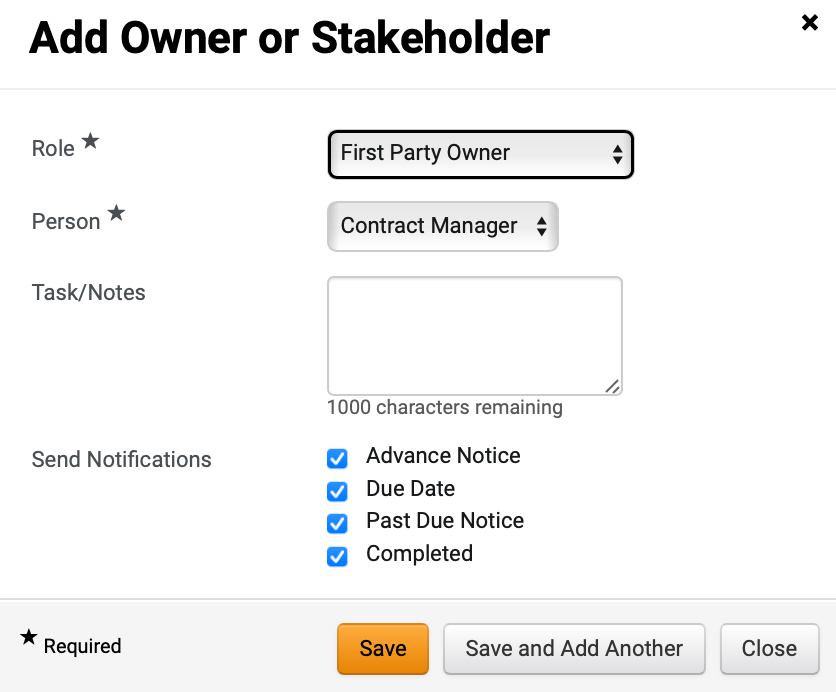 Add Owner or Stakeholder
Role ★
First Party Owner
Person ★
Contract Manager
Task/Notes
1000 characters remaining
Send Notifications
Advance Notice
Due Date
Past Due Notice
Completed
★ Required
Save
Save and Add Another
Close